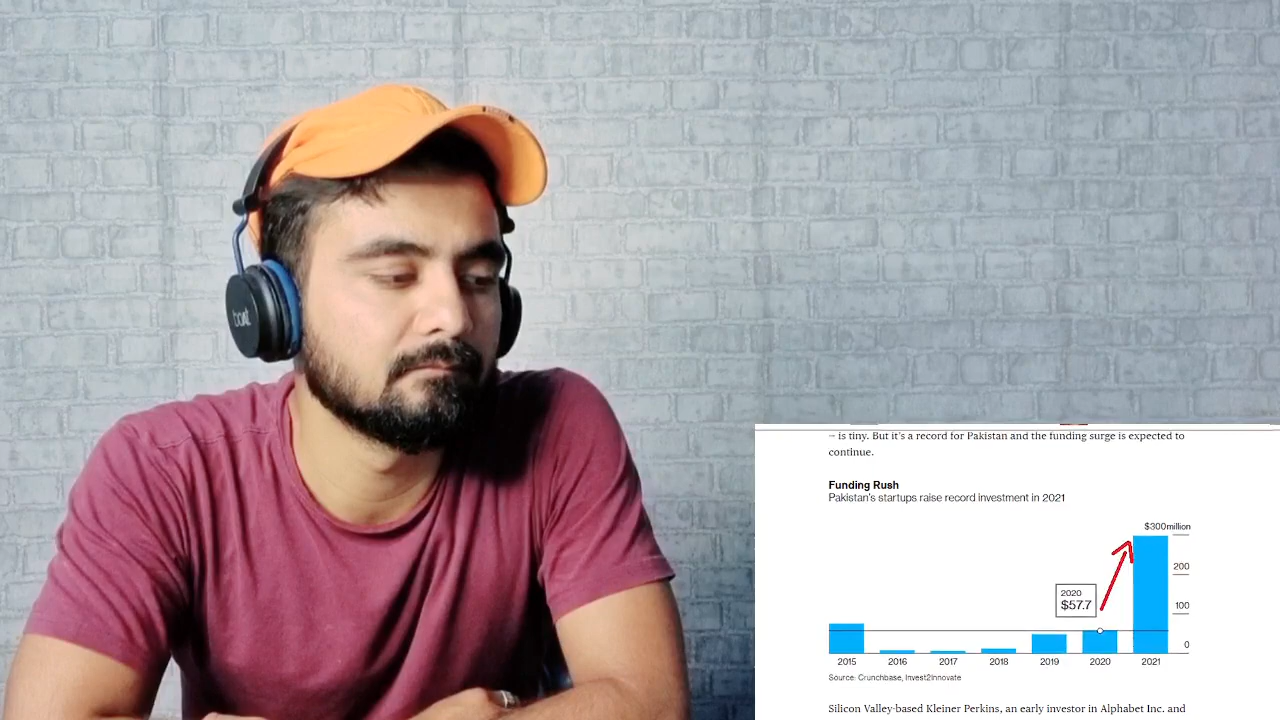 boAt
– is tiny. But it's a record for Pakistan and the funding surge is expected to
continue.
Funding Rush
Pakistan's startups raise record investment in 2021
$300million
200
100
0
2020
$57.7
2015 2016 2017 2018 2019 2020 2021
Source: Crunchbase, Invest2Innovate
Silicon Valley-based Kleiner Perkins, an early investor in Alphabet Inc. and